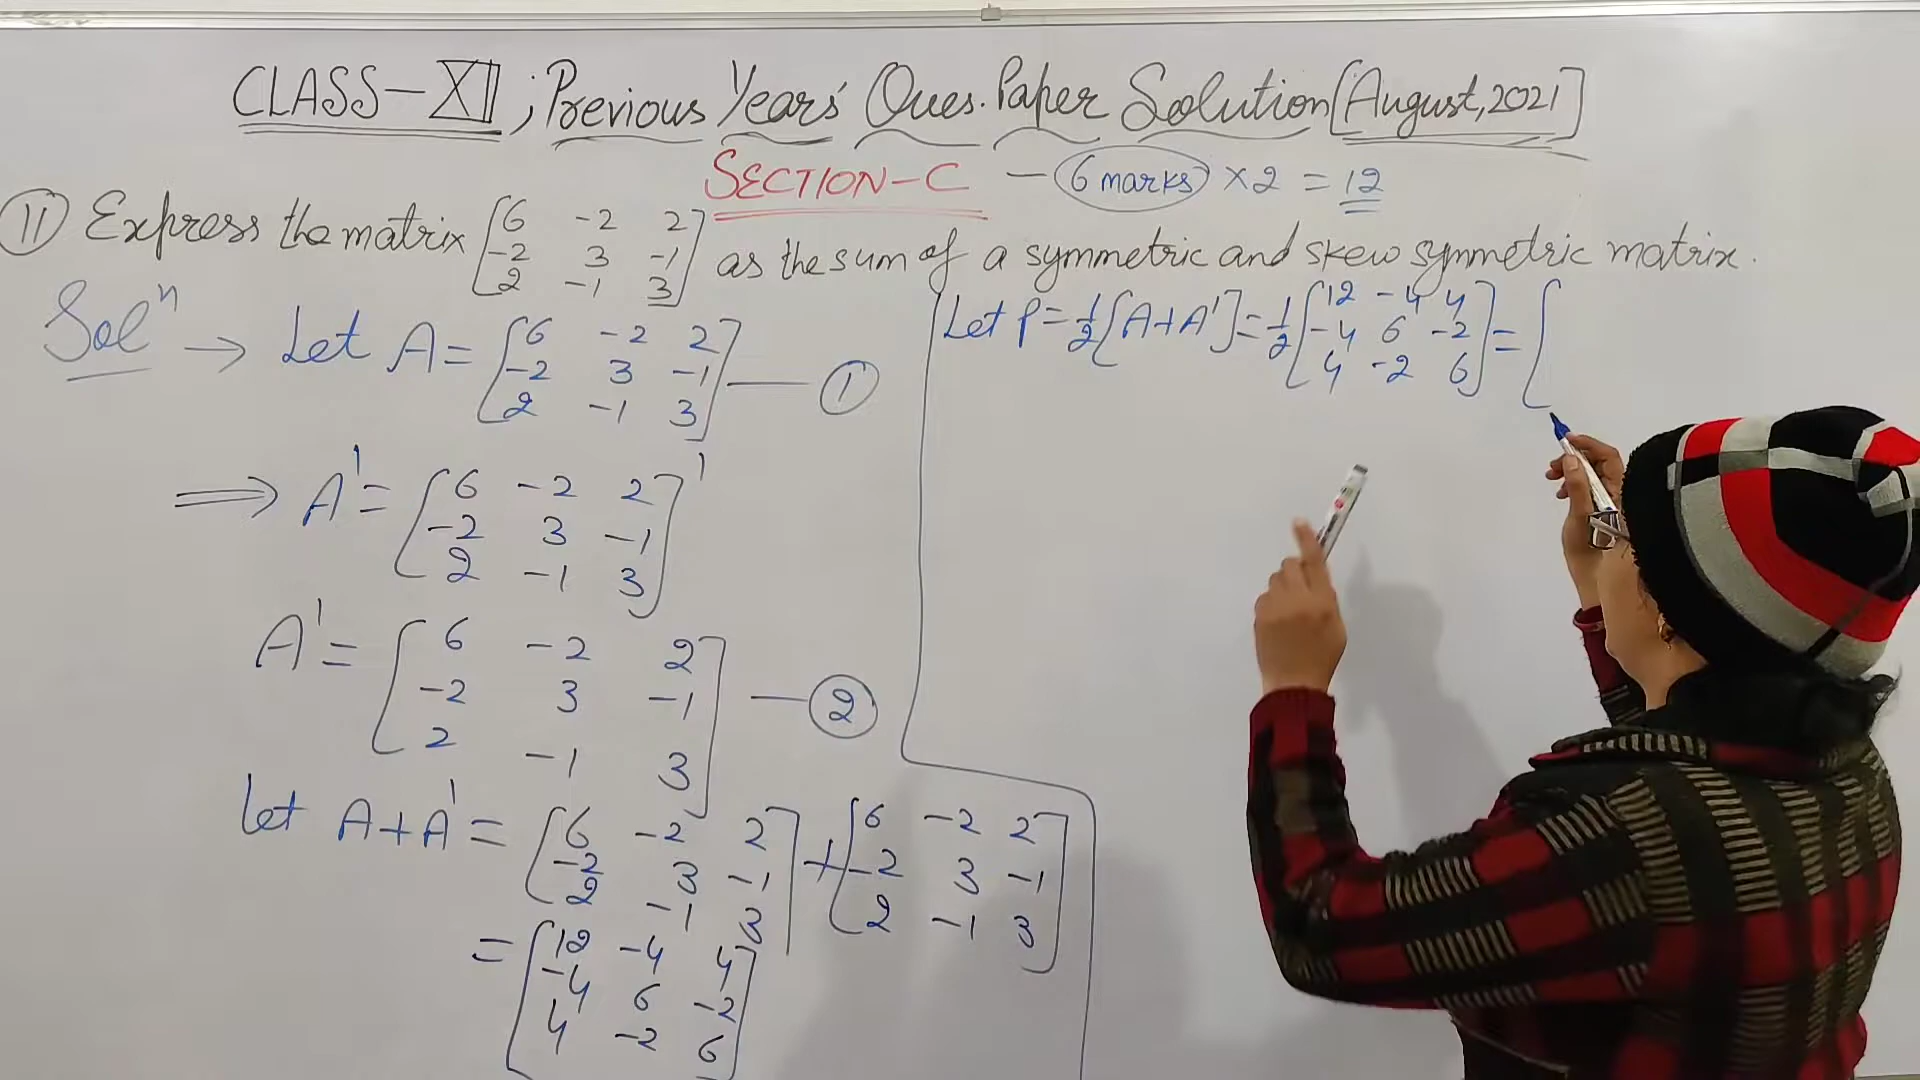 CLASS-XII; Previous Years' Ques. Paper Solution [August, 2021]
SECTION-C - 6 marks × 2 = 12
11 Express the matrix [6 -2 2
-2 3 -1
2 -1 3] as the sum of a symmetric and skew symmetric matrix.
Solⁿ → Let A = [6 -2 2
-2 3 -1
2 -1 3] — 1
⟹ A' = [6 -2 2
-2 3 -1
2 -1 3]'
A' = [6 -2 2
-2 3 -1
2 -1 3] — 2
Let A+A' = [6 -2 2
-2 3 -1
2 -1 3] + [6 -2 2
-2 3 -1
2 -1 3]
= [12 -4 4
-4 6 -2
4 -2 6]
Let P = 1/2 [A+A'] = 1/2 [12 -4 4
-4 6 -2
4 -2 6] = [